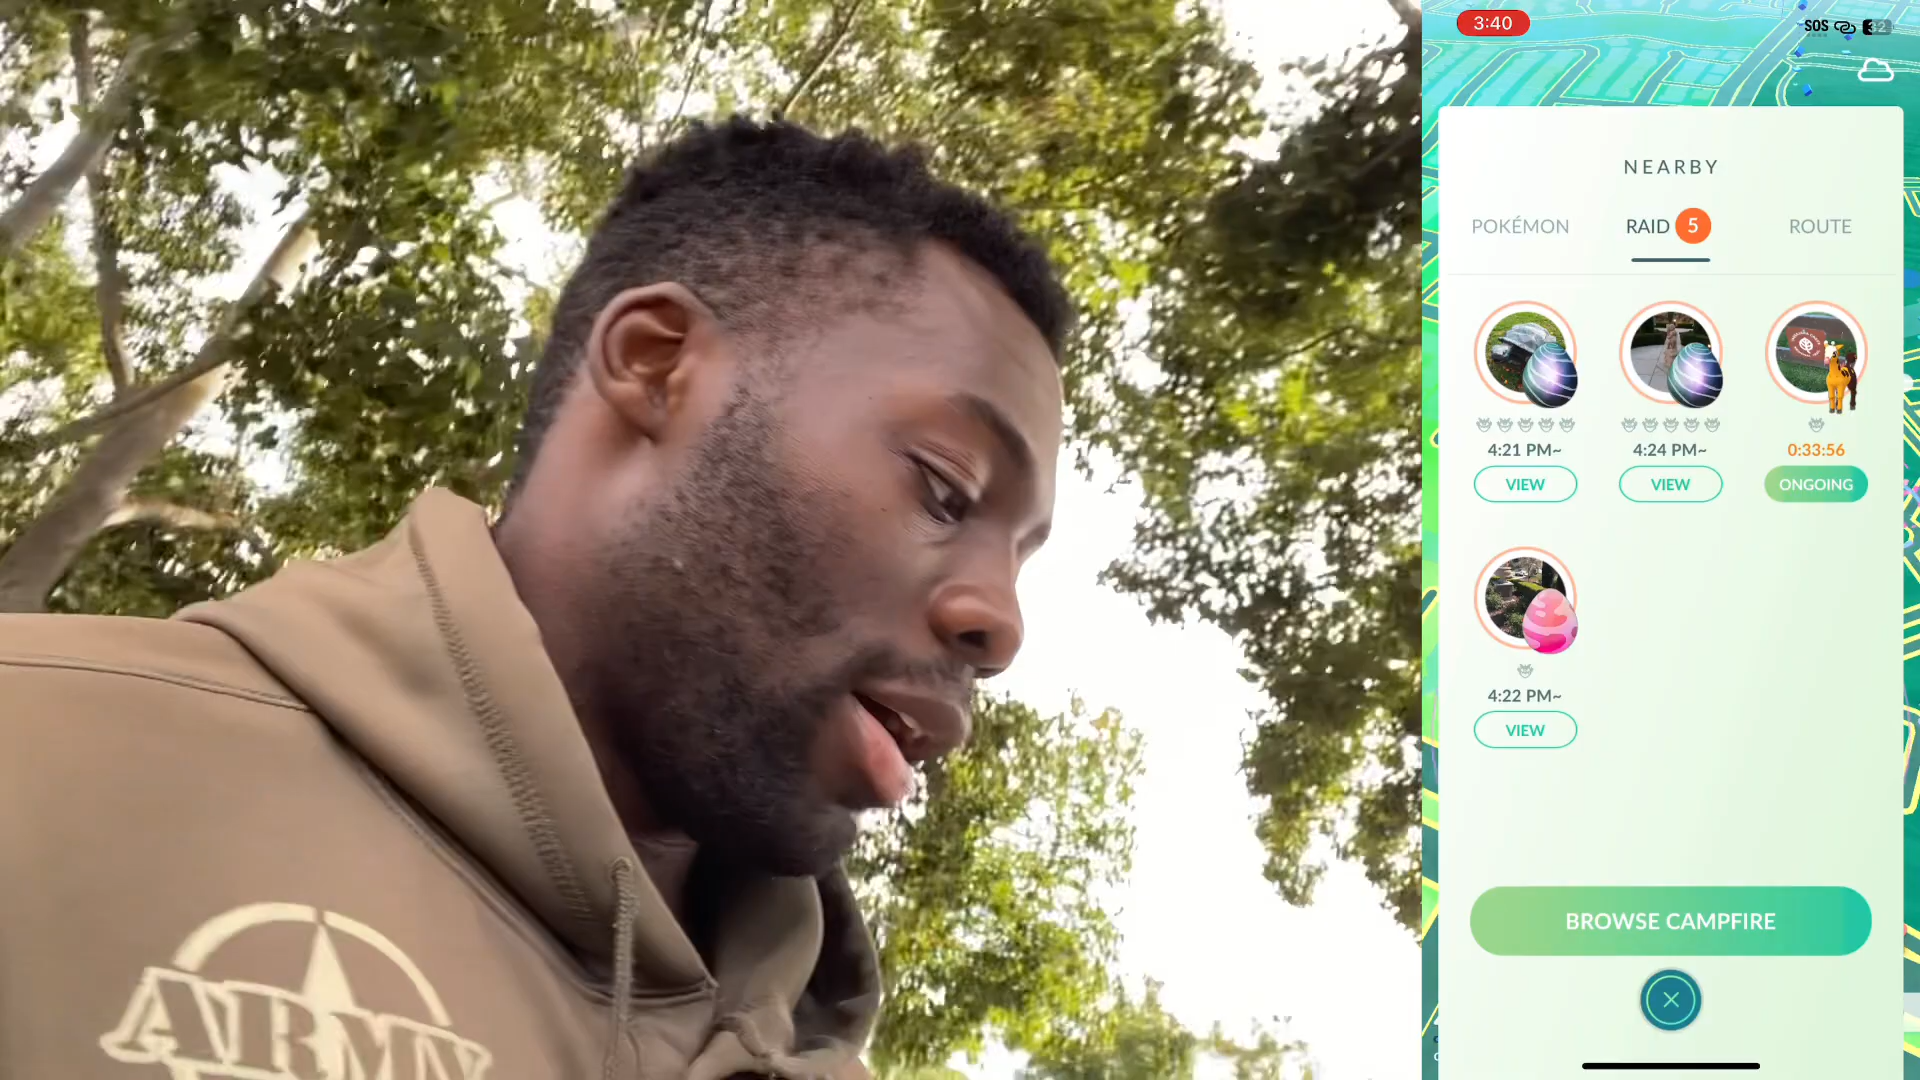 ARMY
3:40
SOS
32
NEARBY
POKÉMON
RAID 5
ROUTE
4:21 PM~
4:24 PM~
0:33:56
VIEW
VIEW
ONGOING
4:22 PM~
VIEW
BROWSE CAMPFIRE